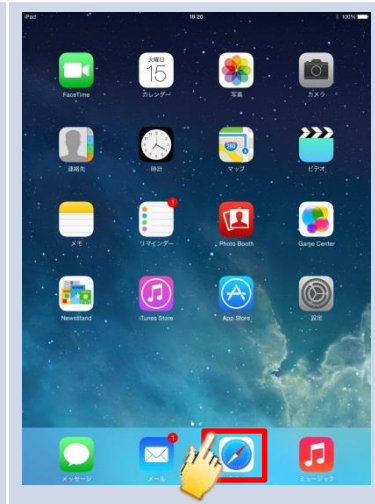 iPad 19:20 100%
火曜日
15
FaceTime カレンダー 写真 カメラ
360
連絡先 時計 マップ ビデオ
1
メモ リマインダー Photo Booth Game Center
Newsstand iTunes Store App Store 設定
1
メッセージ メール ミュージック